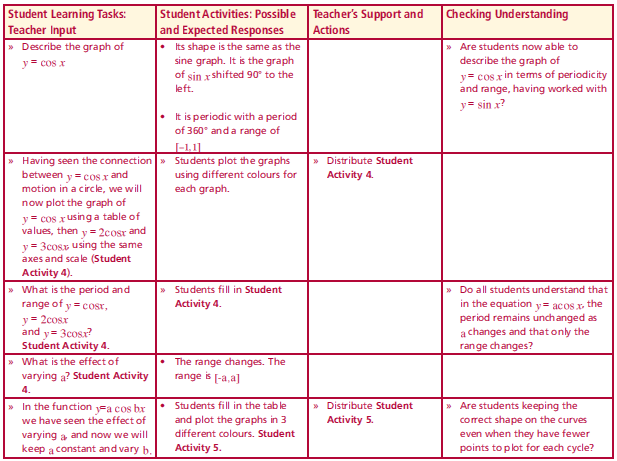 Student Learning Tasks:
Teacher Input
Student Activities: Possible
and Expected Responses
Teacher's Support and
Actions
Checking Understanding
» Describe the graph of
y = cos x
• Its shape is the same as the
sine graph. It is the graph
of sin x shifted 90° to the
left.
• It is periodic with a period
of 360° and a range of
[-1,1]
» Are students now able to
describe the graph of
y = cos x in terms of periodicity
and range, having worked with
y = sin x?
» Having seen the connection
between y = cos x and
motion in a circle, we will
now plot the graph of
y = cos x using a table of
values, then y = 2cosx and
y = 3cosx, using the same
axes and scale (Student
Activity 4).
» Students plot the graphs
using different colours for
each graph.
» Distribute Student
Activity 4.
» What is the period and
range of y = cosx,
y = 2cosx
and y = 3cosx?
Student Activity 4.
» Students fill in Student
Activity 4.
» Do all students understand that
in the equation y = acos x, the
period remains unchanged as
a changes and that only the
range changes?
» What is the effect of
varying a? Student Activity
4.
• The range changes. The
range is [-a,a]
» In the function y=a cos bx
we have seen the effect of
varying a, and now we will
keep a constant and vary b.
• Students fill in the table
and plot the graphs in 3
different colours. Student
Activity 5.
» Distribute Student
Activity 5.
» Are students keeping the
correct shape on the curves
even when they have fewer
points to plot for each cycle?